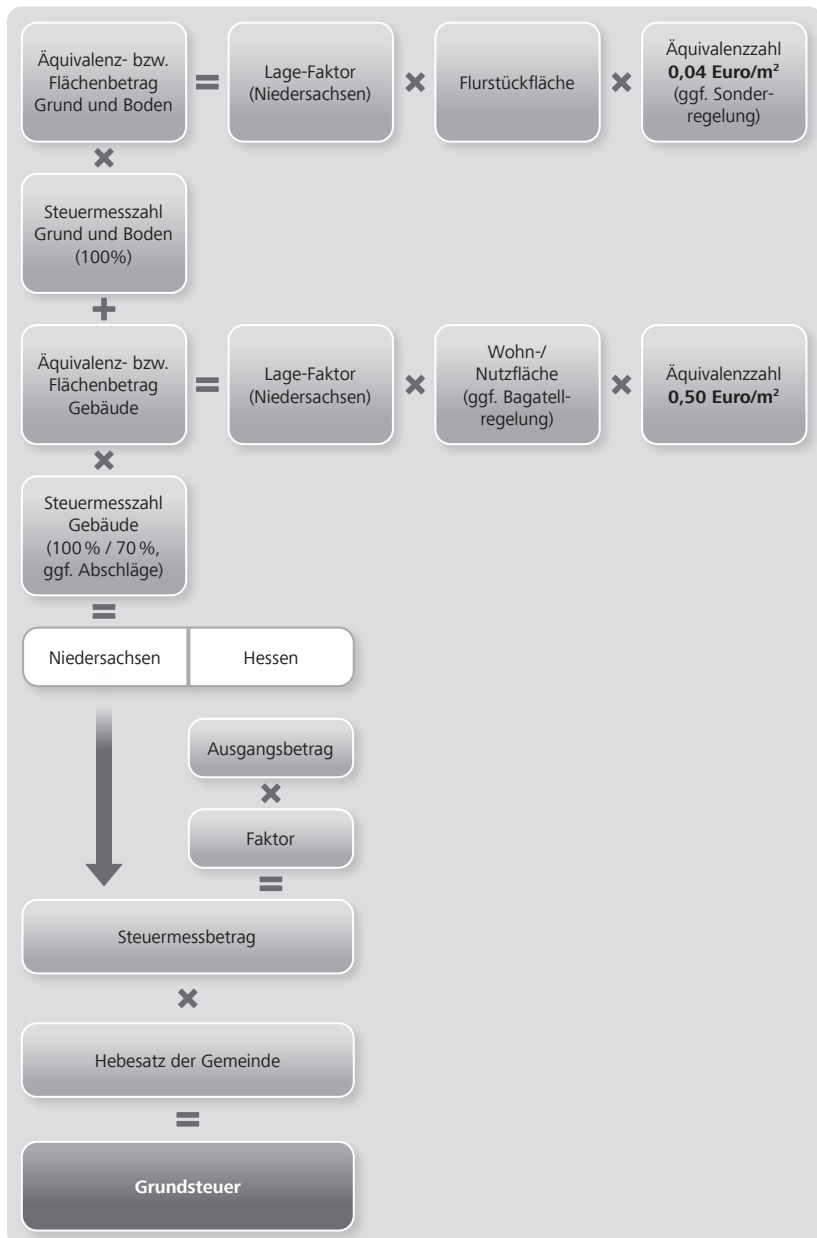 Äquivalenz- bzw.
Flächenbetrag
Grund und Boden
=
Lage-Faktor
(Niedersachsen)
×
Flurstückfläche
×
Äquivalenzzahl
0,04 Euro/m²
(ggf. Sonder-
regelung)
×
Steuermesszahl
Grund und Boden
(100%)
+
Äquivalenz- bzw.
Flächenbetrag
Gebäude
=
Lage-Faktor
(Niedersachsen)
×
Wohn-/
Nutzfläche
(ggf. Bagatell-
regelung)
×
Äquivalenzzahl
0,50 Euro/m²
×
Steuermesszahl
Gebäude
(100 % / 70 %,
ggf. Abschläge)
=
Niedersachsen
Hessen
Ausgangsbetrag
×
Faktor
=
Steuermessbetrag
×
Hebesatz der Gemeinde
=
Grundsteuer